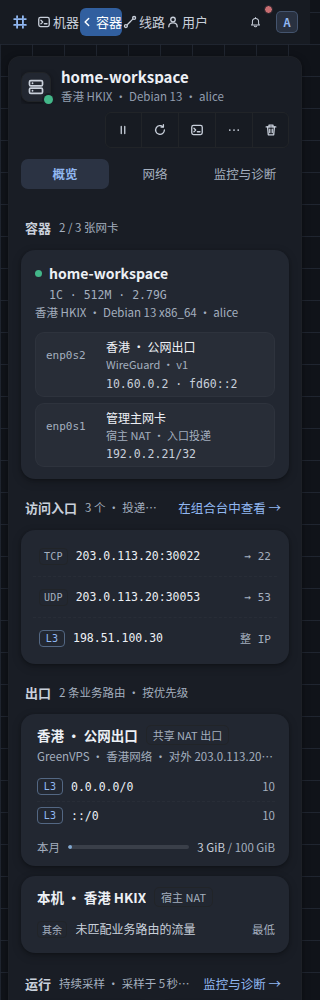 机器 容器 线路 用户 A
home-workspace
香港 HKIX · Debian 13 · alice
概览 网络 监控与诊断
容器 2 / 3 张网卡
home-workspace
1C · 512M · 2.79G
香港 HKIX · Debian 13 x86_64 · alice
enp0s2 香港 · 公网出口
WireGuard · v1
10.60.0.2 · fd60::2
enp0s1 管理主网卡
宿主 NAT · 入口投递
192.0.2.21/32
访问入口 3 个 · 投递… 在组合台中查看 →
TCP 203.0.113.20:30022 → 22
UDP 203.0.113.20:30053 → 53
L3 198.51.100.30 整 IP
出口 2 条业务路由 · 按优先级
香港 · 公网出口 共享 NAT 出口
GreenVPS · 香港网络 · 对外 203.0.113.20…
L3 0.0.0.0/0 10
L3 ::/0 10
本月 3 GiB / 100 GiB
本机 · 香港 HKIX 宿主 NAT
其余 未匹配业务路由的流量 最低
运行 持续采样 · 采样于 5 秒… 监控与诊断 →